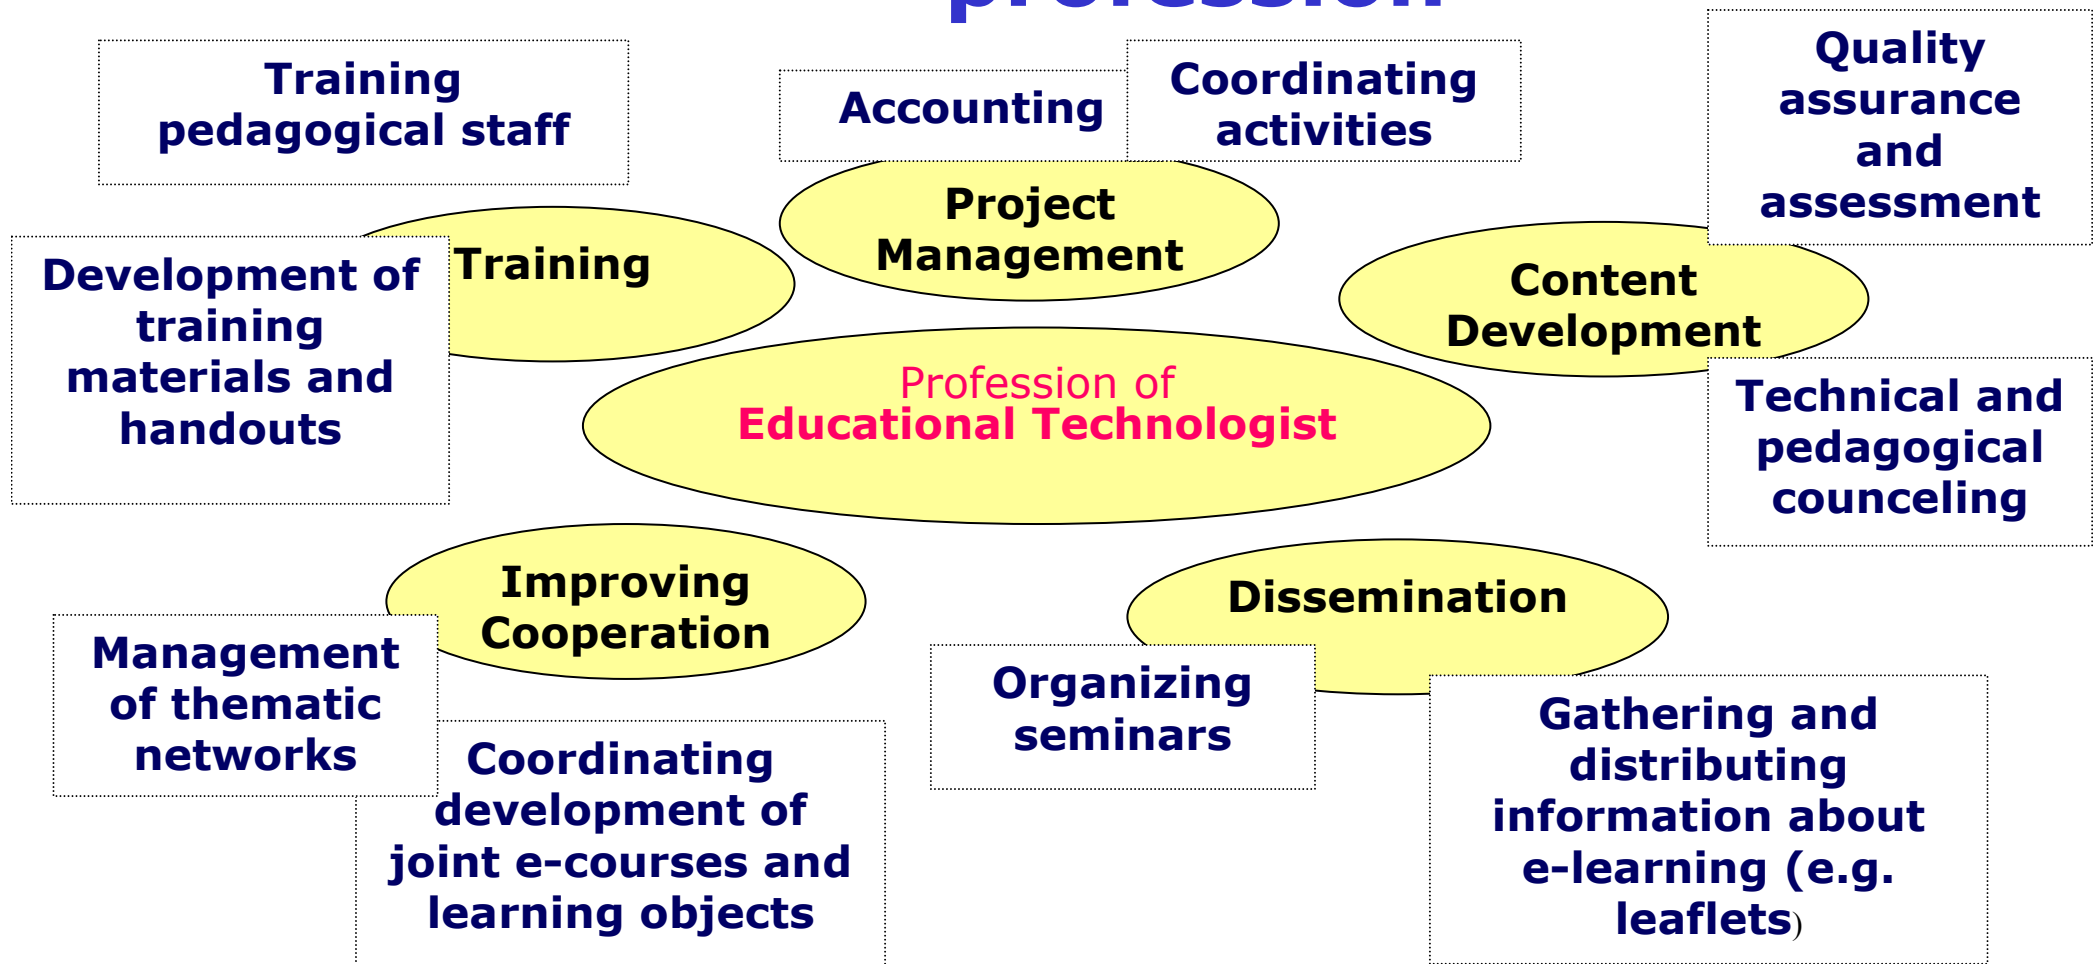 profession
Training
pedagogical staff
Accounting
Coordinating
activities
Quality
assurance
and
assessment
Project
Management
Training
Development of
training
materials and
handouts
Content
Development
Profession of
Educational Technologist
Technical and
pedagogical
counceling
Improving
Cooperation
Dissemination
Management
of thematic
networks
Coordinating
development of
joint e-courses and
learning objects
Organizing
seminars
Gathering and
distributing
information about
e-learning (e.g.
leaflets)